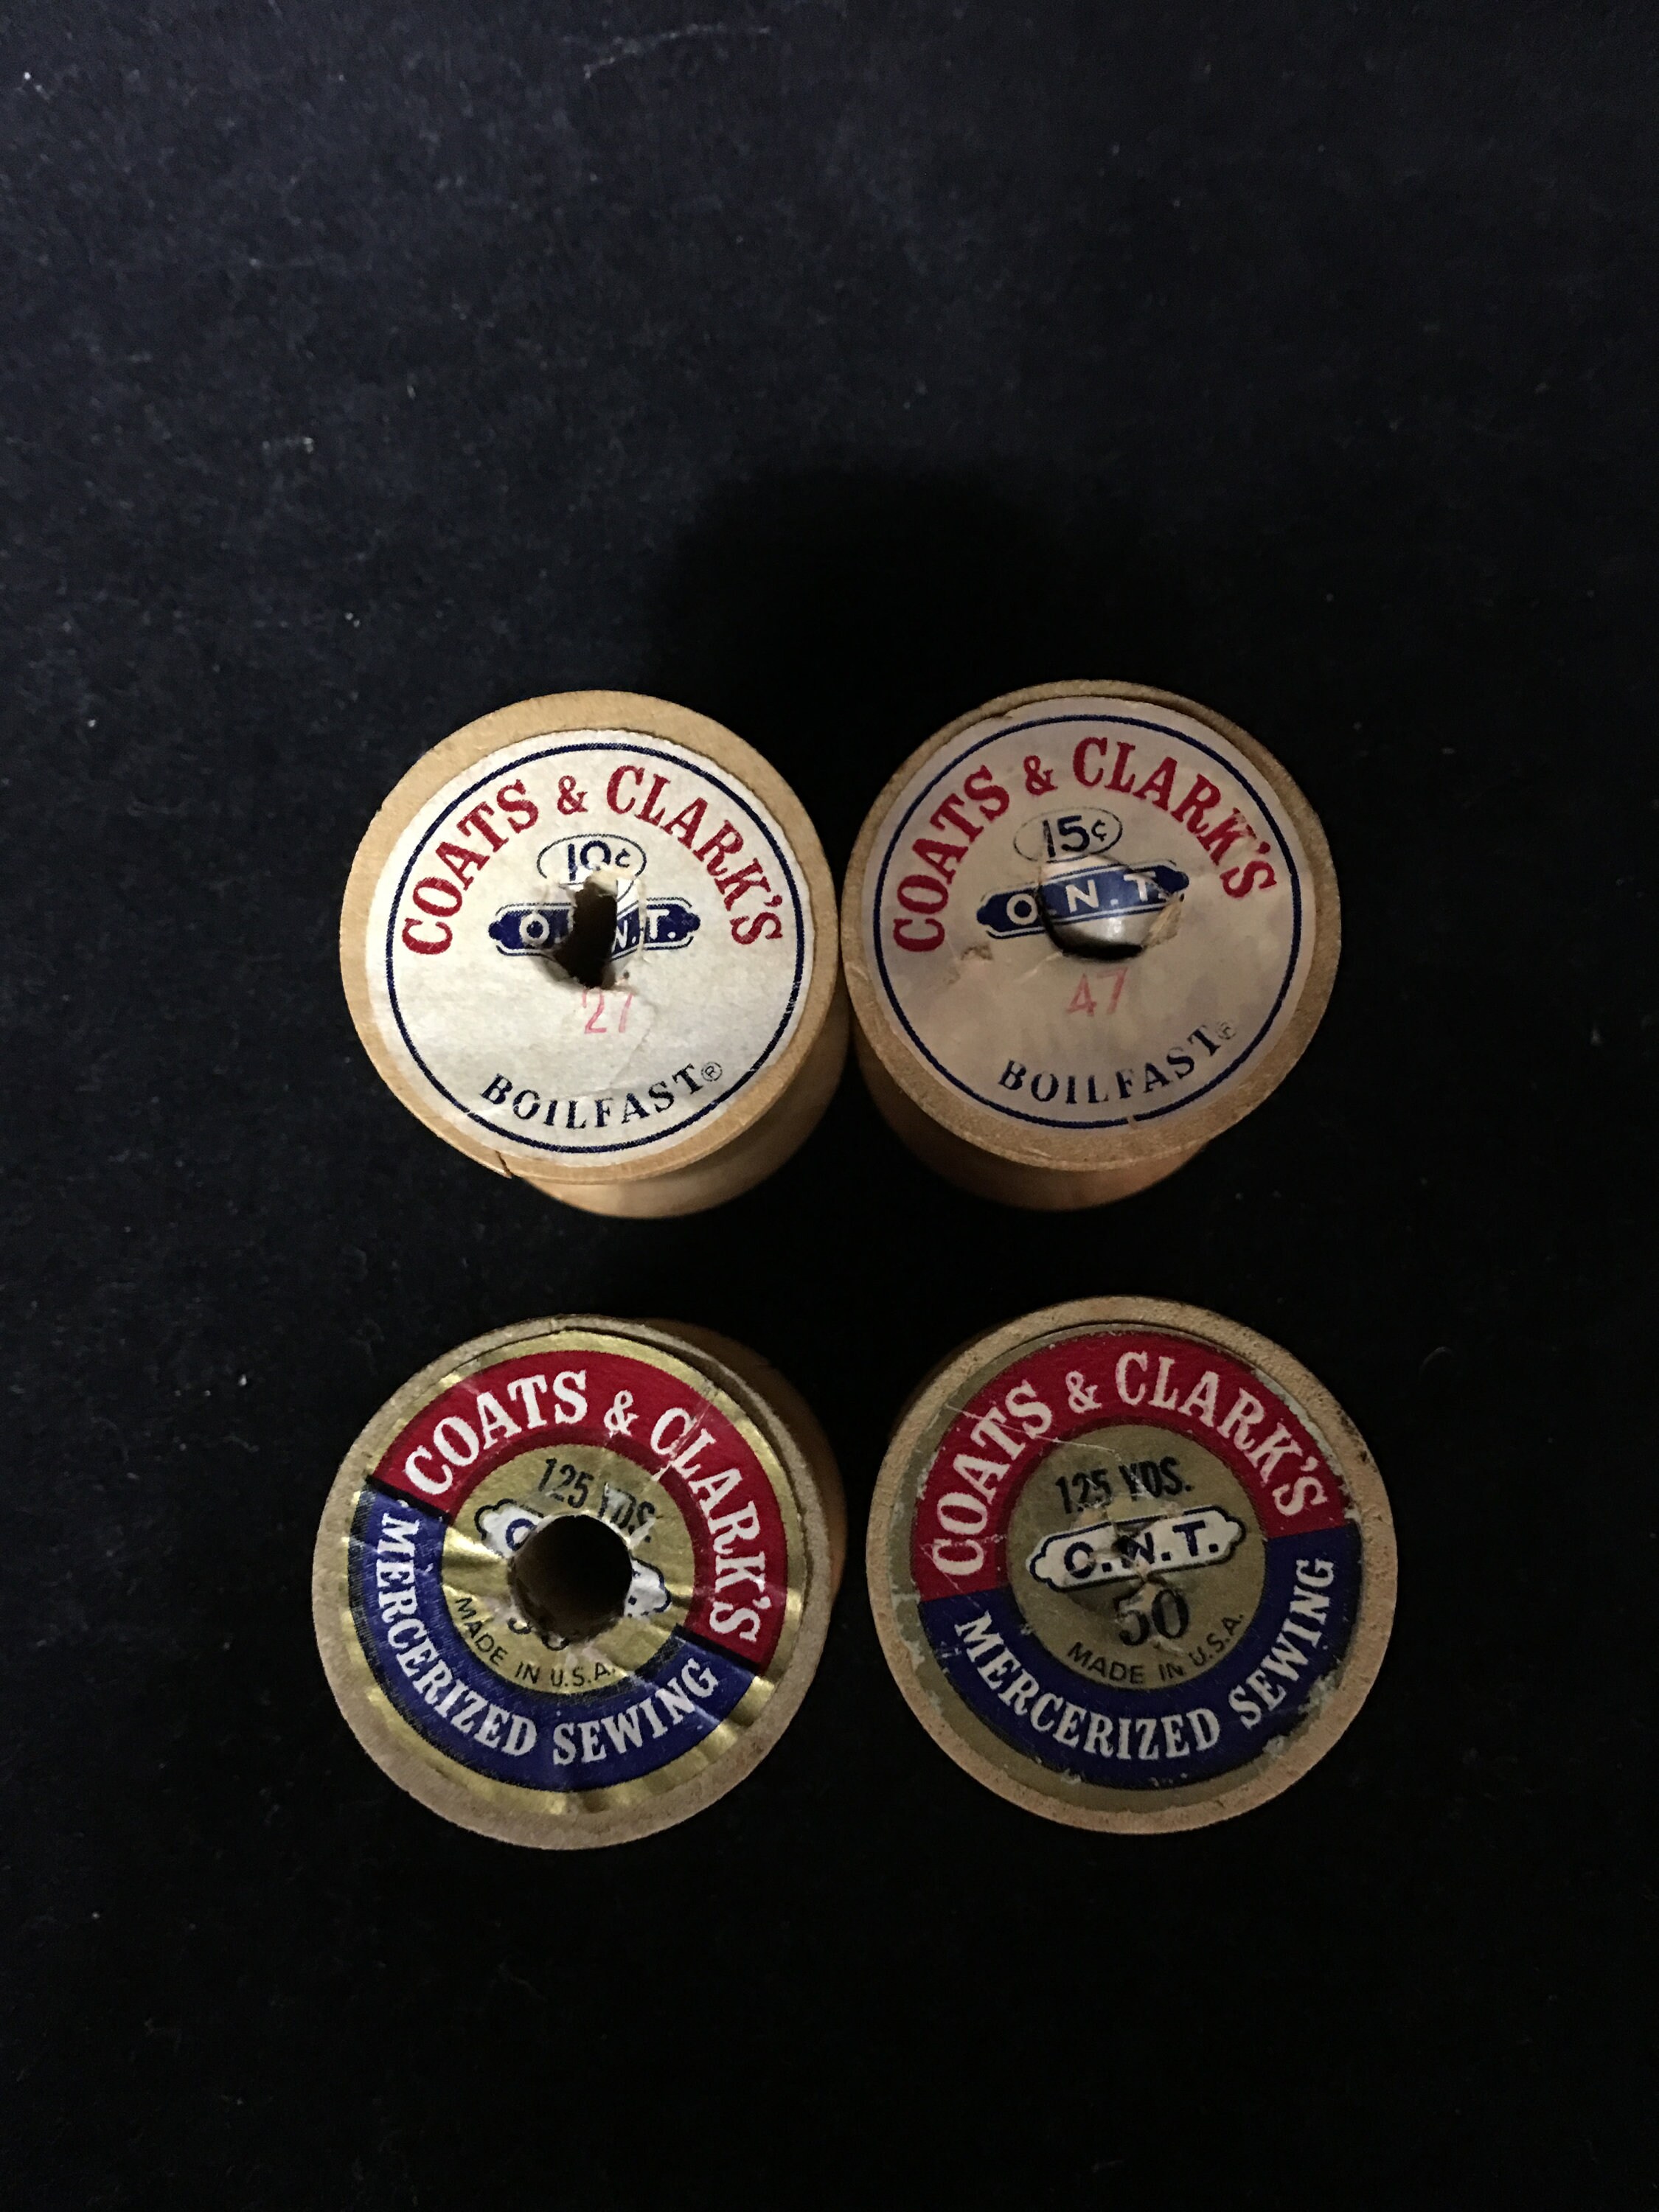 COATS & CLARK'S
10¢
O.N.T.
27
BOILFAST®
COATS & CLARK'S
15¢
O.N.T.
47
BOILFAST®
COATS & CLARK'S
125 YDS.
MADE IN U.S.A.
MERCERIZED SEWING
COATS & CLARK'S
125 YDS.
O.N.T.
50
MADE IN U.S.A.
MERCERIZED SEWING